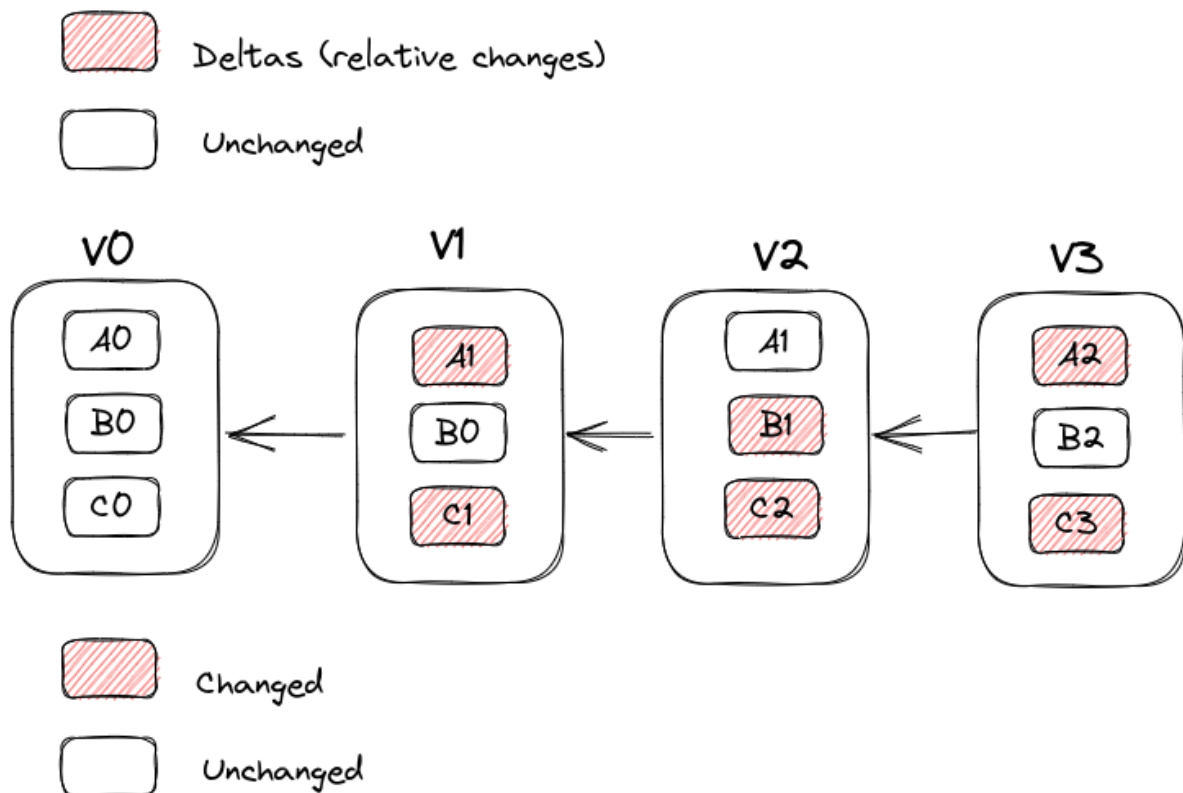 Deltas (relative changes)
Unchanged
V0
V1
V2
V3
A0
B0
C0
A1
B0
C1
A1
B1
C2
A2
B2
C3
Changed
Unchanged